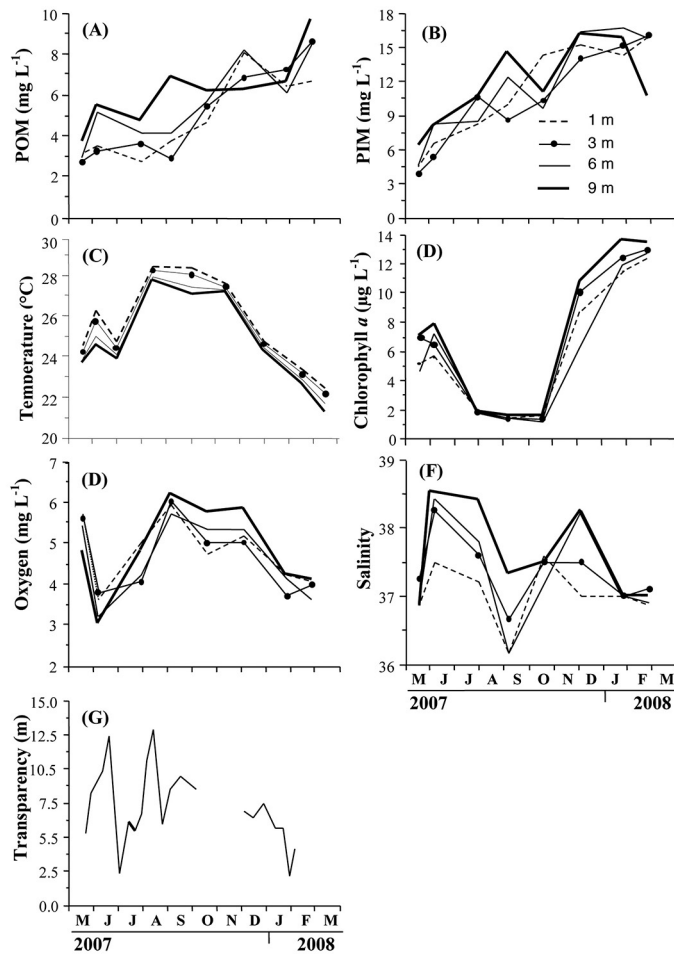 (A)
POM (mg L-1)
10
8
6
4
2
0
(B)
PIM (mg L-1)
18
15
12
9
6
3
0
1 m
3 m
6 m
9 m
(C)
Temperature (°C)
30
28
26
24
22
20
(D)
Chlorophyll a (µg L-1)
14
12
10
8
6
4
2
0
(D)
Oxygen (mg L-1)
7
6
5
4
3
2
(F)
Salinity
39
38
37
36
M J J A S O N D J F M
2007 2008
(G)
Transparency (m)
15.0
12.5
10.5
7.5
5.5
2.5
0.0
M J J A S O N D J F M
2007 2008